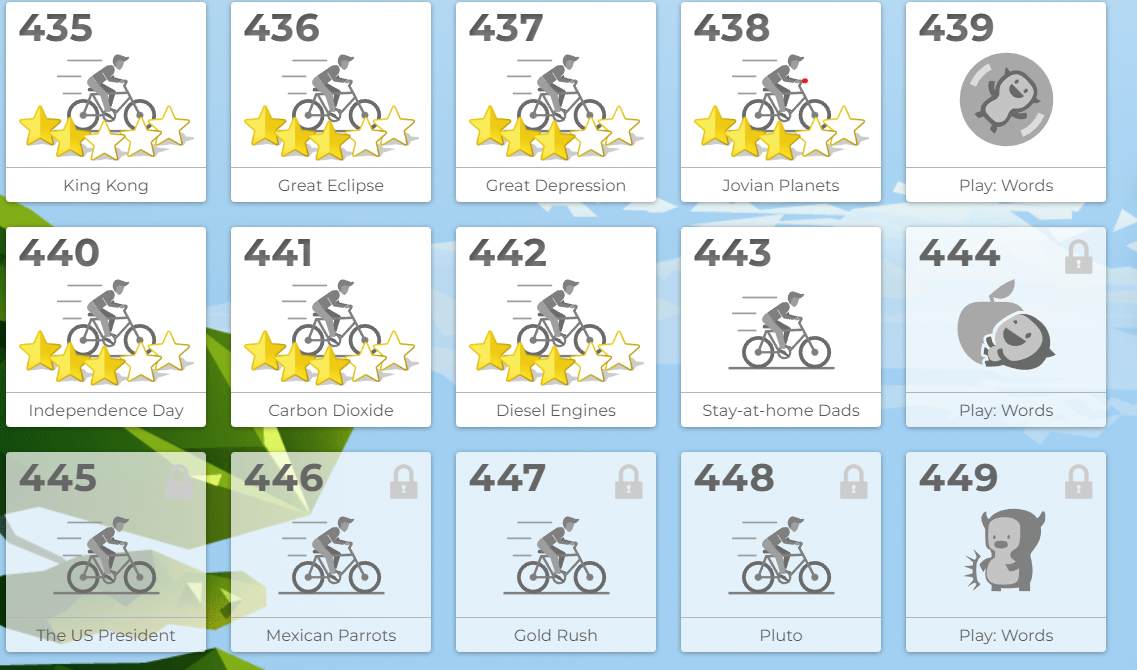 435
436
437
438
439
King Kong
Great Eclipse
Great Depression
Jovian Planets
Play: Words
440
441
442
443
444
Independence Day
Carbon Dioxide
Diesel Engines
Stay-at-home Dads
Play: Words
445
446
447
448
449
The US President
Mexican Parrots
Gold Rush
Pluto
Play: Words